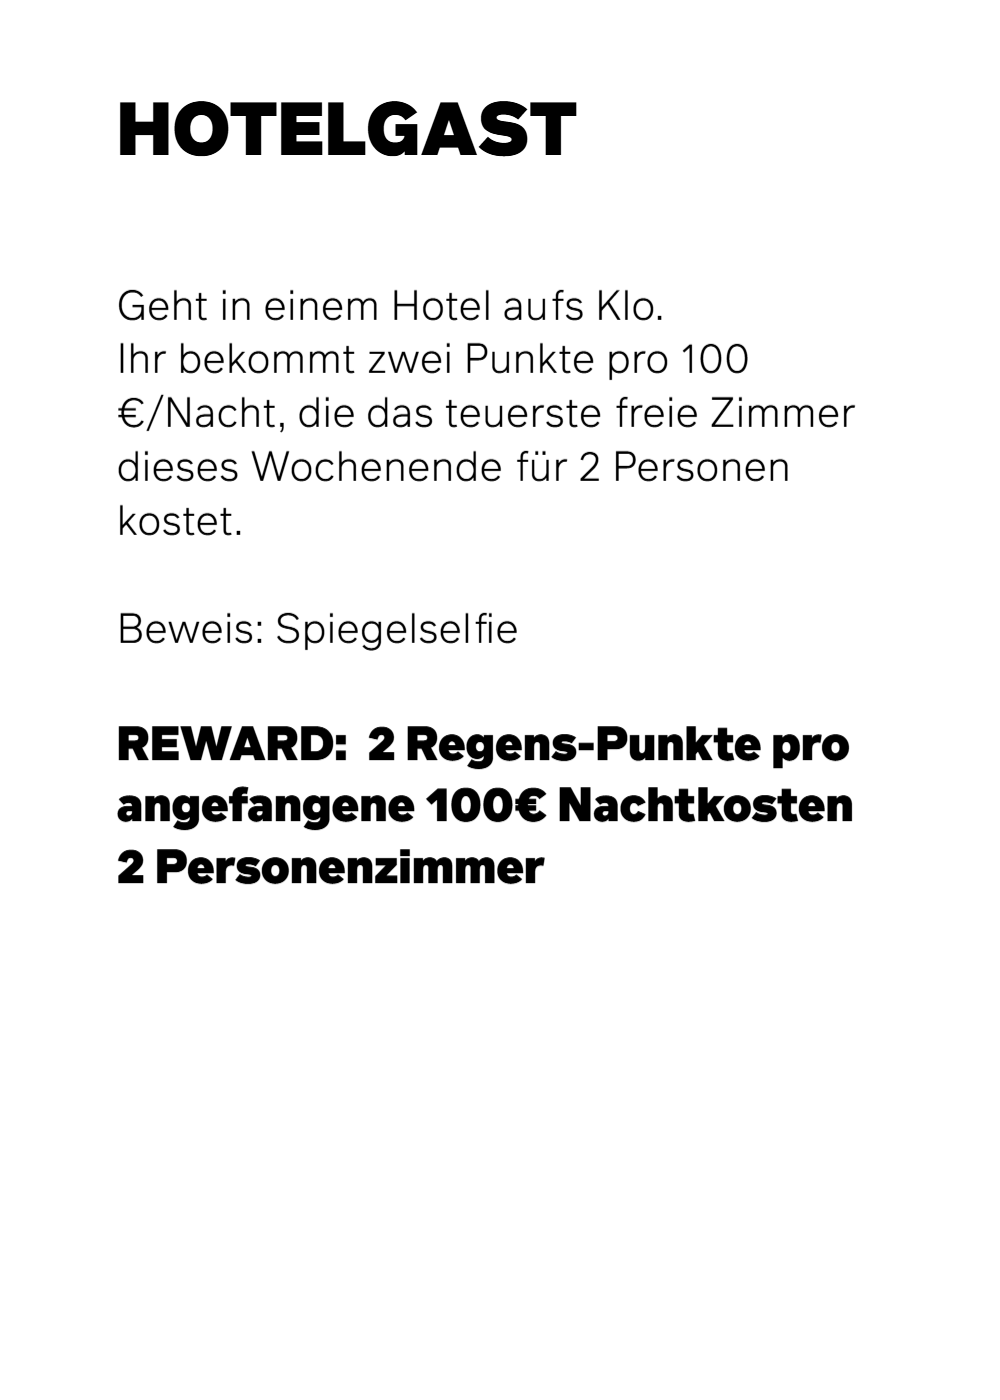 HOTELGAST
Geht in einem Hotel aufs Klo.
Ihr bekommt zwei Punkte pro 100
€/Nacht, die das teuerste freie Zimmer
dieses Wochenende für 2 Personen
kostet.
Beweis: Spiegelselfie
REWARD:  2 Regens-Punkte pro
angefangene 100€ Nachtkosten
2 Personenzimmer